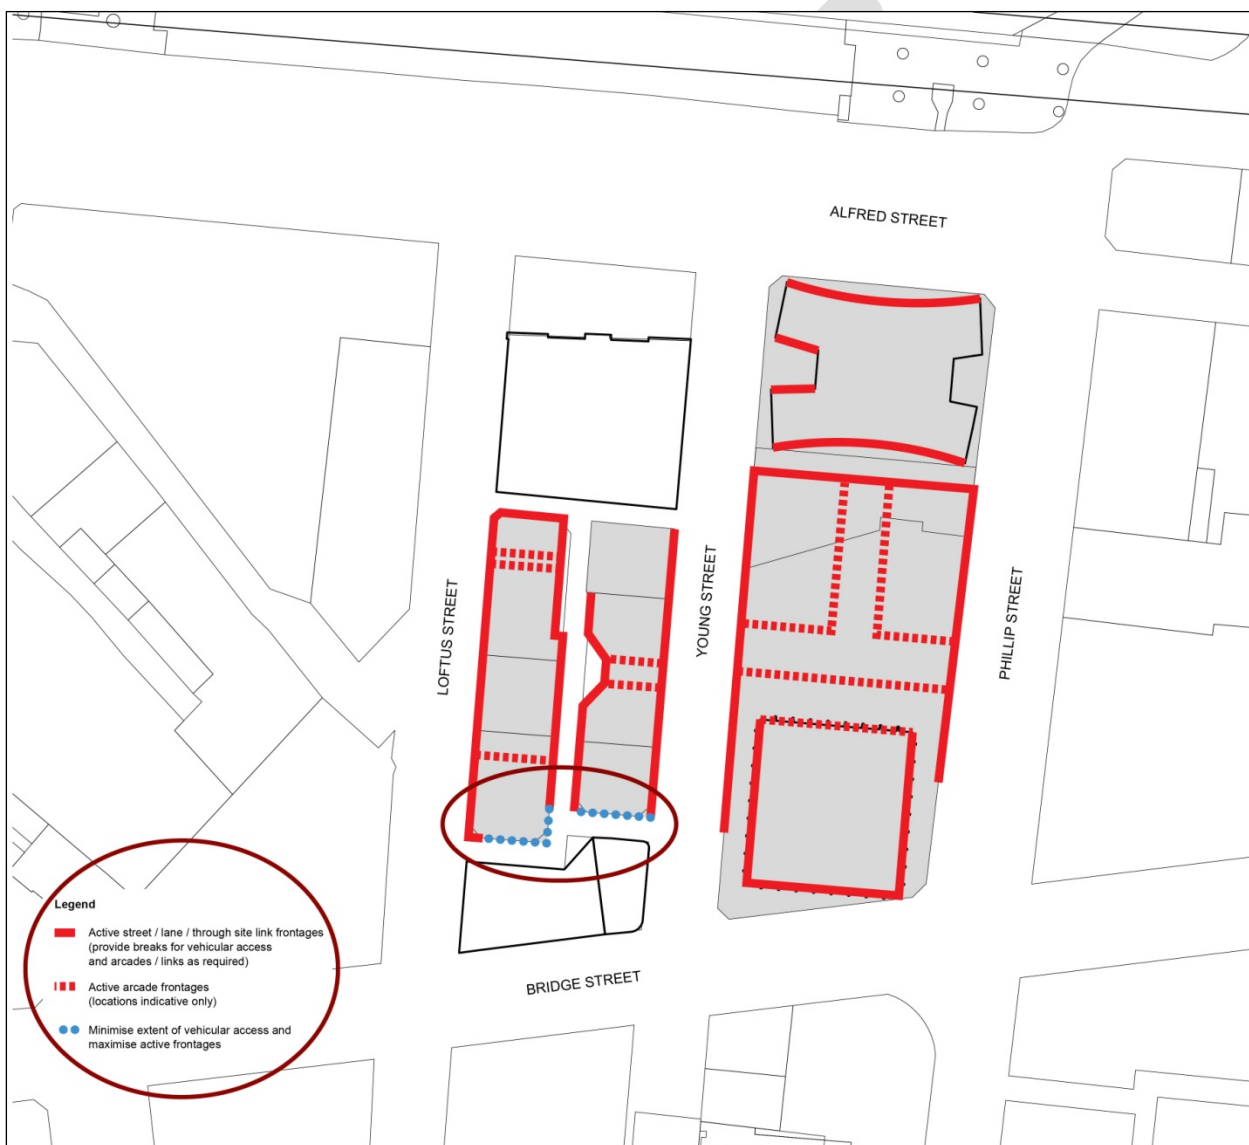 ALFRED STREET
LOFTUS STREET
YOUNG STREET
PHILLIP STREET
BRIDGE STREET
Legend
Active street / lane / through site link frontages
(provide breaks for vehicular access
and arcades / links as required)
Active arcade frontages
(locations indicative only)
Minimise extent of vehicular access and
maximise active frontages